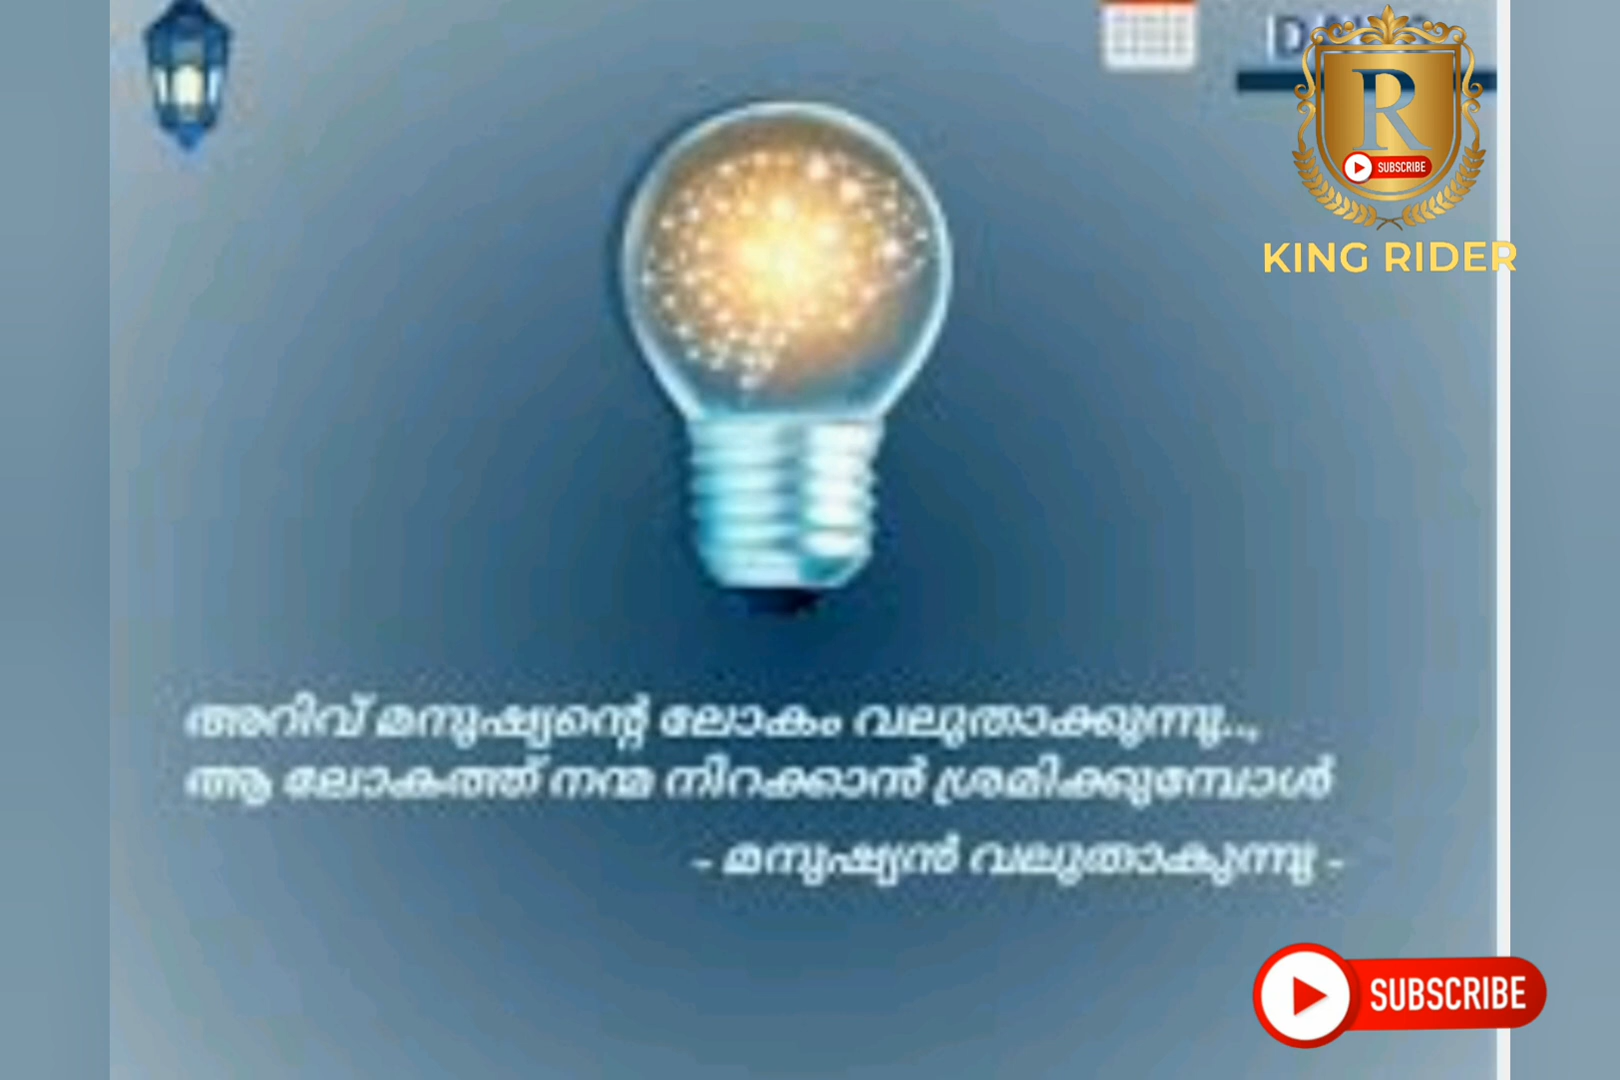 R
SUBSCRIBE
KING RIDER
അറിവ് മനുഷ്യന്റെ ലോകം വലുതാക്കുന്നു..,
ആ ലോകത്ത് നന്മ നിറക്കാൻ ശ്രമിക്കുമ്പോൾ
- മനുഷ്യൻ വലുതാകുന്നു -
SUBSCRIBE